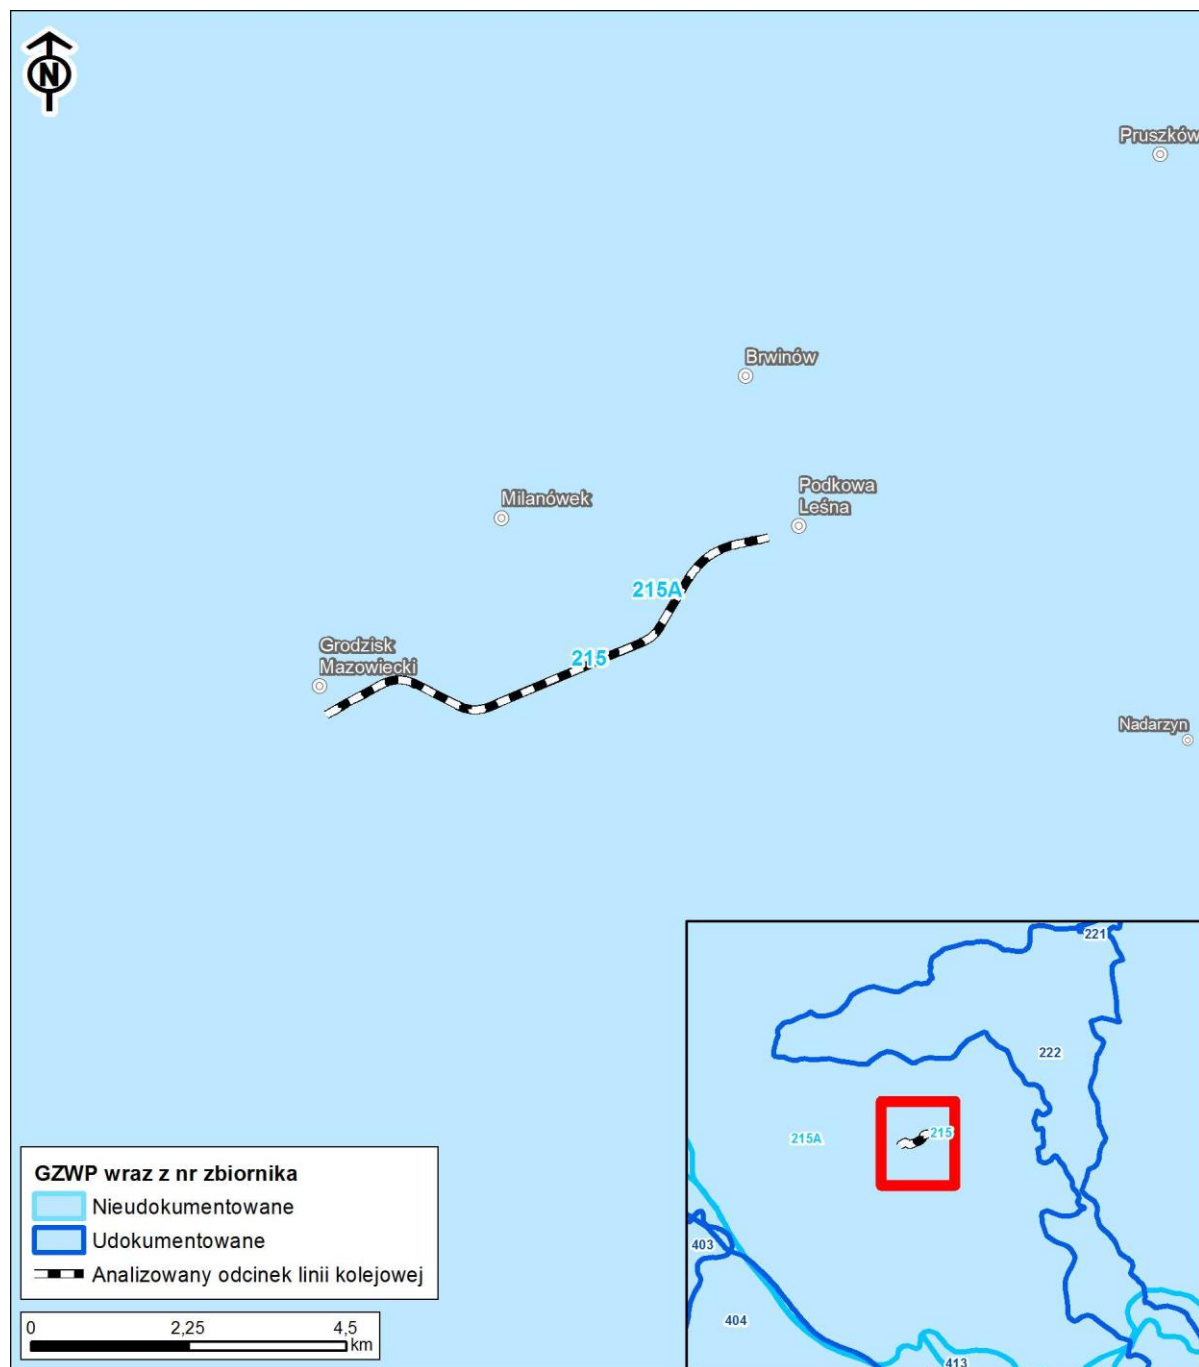 N
Pruszków
Brwinów
Podkowa
Leśna
Milanówek
215A
Grodzisk
Mazowiecki
215
Nadarzyn
221
222
215A
215
403
404
413
GZWP wraz z nr zbiornika
Nieudokumentowane
Udokumentowane
Analizowany odcinek linii kolejowej
0 2,25 4,5
km